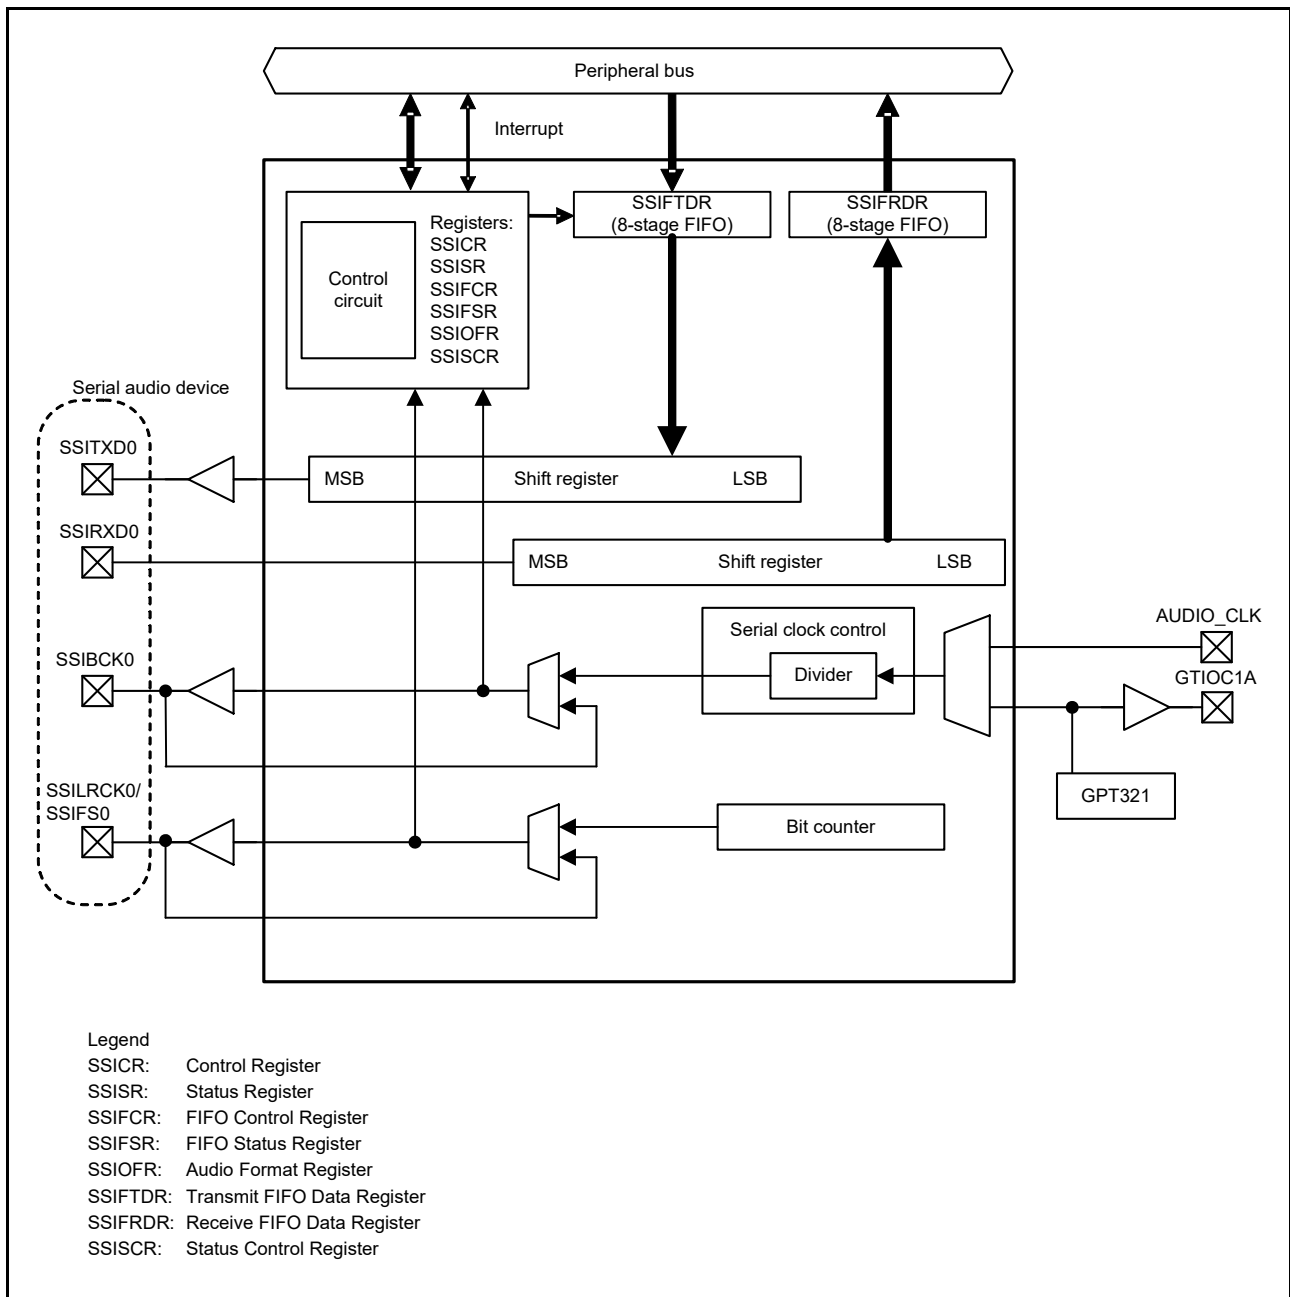 Peripheral bus
Interrupt
SSIFTDR
(8-stage FIFO)
SSIFRDR
(8-stage FIFO)
Control
circuit
Registers:
SSICR
SSISR
SSIFCR
SSIFSR
SSIOFR
SSISCR
Serial audio device
SSITXD0
MSB Shift register LSB
SSIRXD0
MSB Shift register LSB
SSIBCK0
Serial clock control
Divider
AUDIO_CLK
GTIOC1A
GPT321
SSILRCK0/
SSIFS0
Bit counter
Legend
SSICR: Control Register
SSISR: Status Register
SSIFCR: FIFO Control Register
SSIFSR: FIFO Status Register
SSIOFR: Audio Format Register
SSIFTDR: Transmit FIFO Data Register
SSIFRDR: Receive FIFO Data Register
SSISCR: Status Control Register